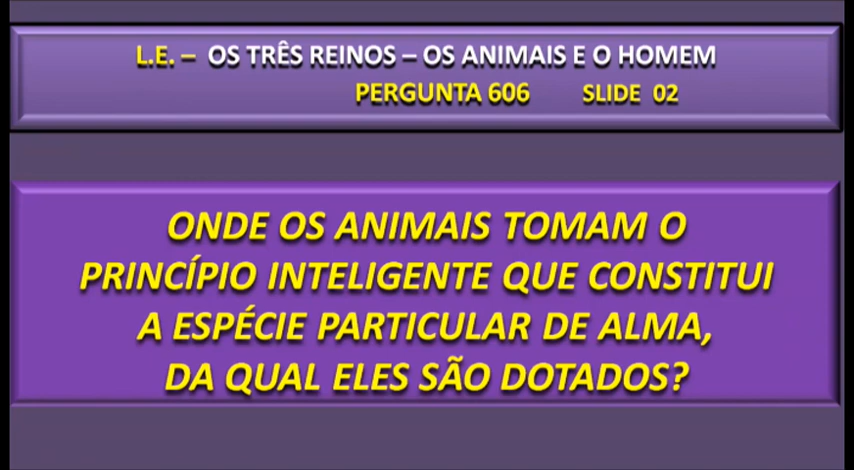 L.E. – OS TRÊS REINOS – OS ANIMAIS E O HOMEM
PERGUNTA 606 SLIDE 02
ONDE OS ANIMAIS TOMAM O
PRINCÍPIO INTELIGENTE QUE CONSTITUI
A ESPÉCIE PARTICULAR DE ALMA,
DA QUAL ELES SÃO DOTADOS?